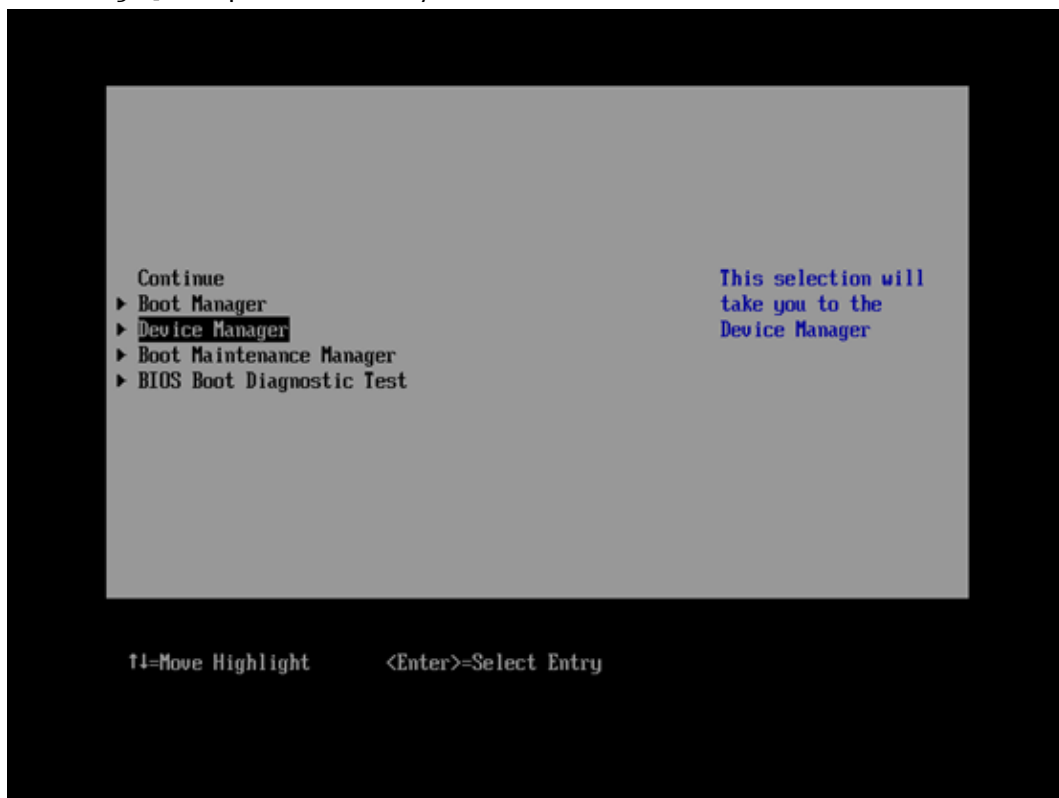 Continue
▶ Boot Manager
▶ Device Manager
▶ Boot Maintenance Manager
▶ BIOS Boot Diagnostic Test
This selection will
take you to the
Device Manager
↑↓=Move Highlight <Enter>=Select Entry